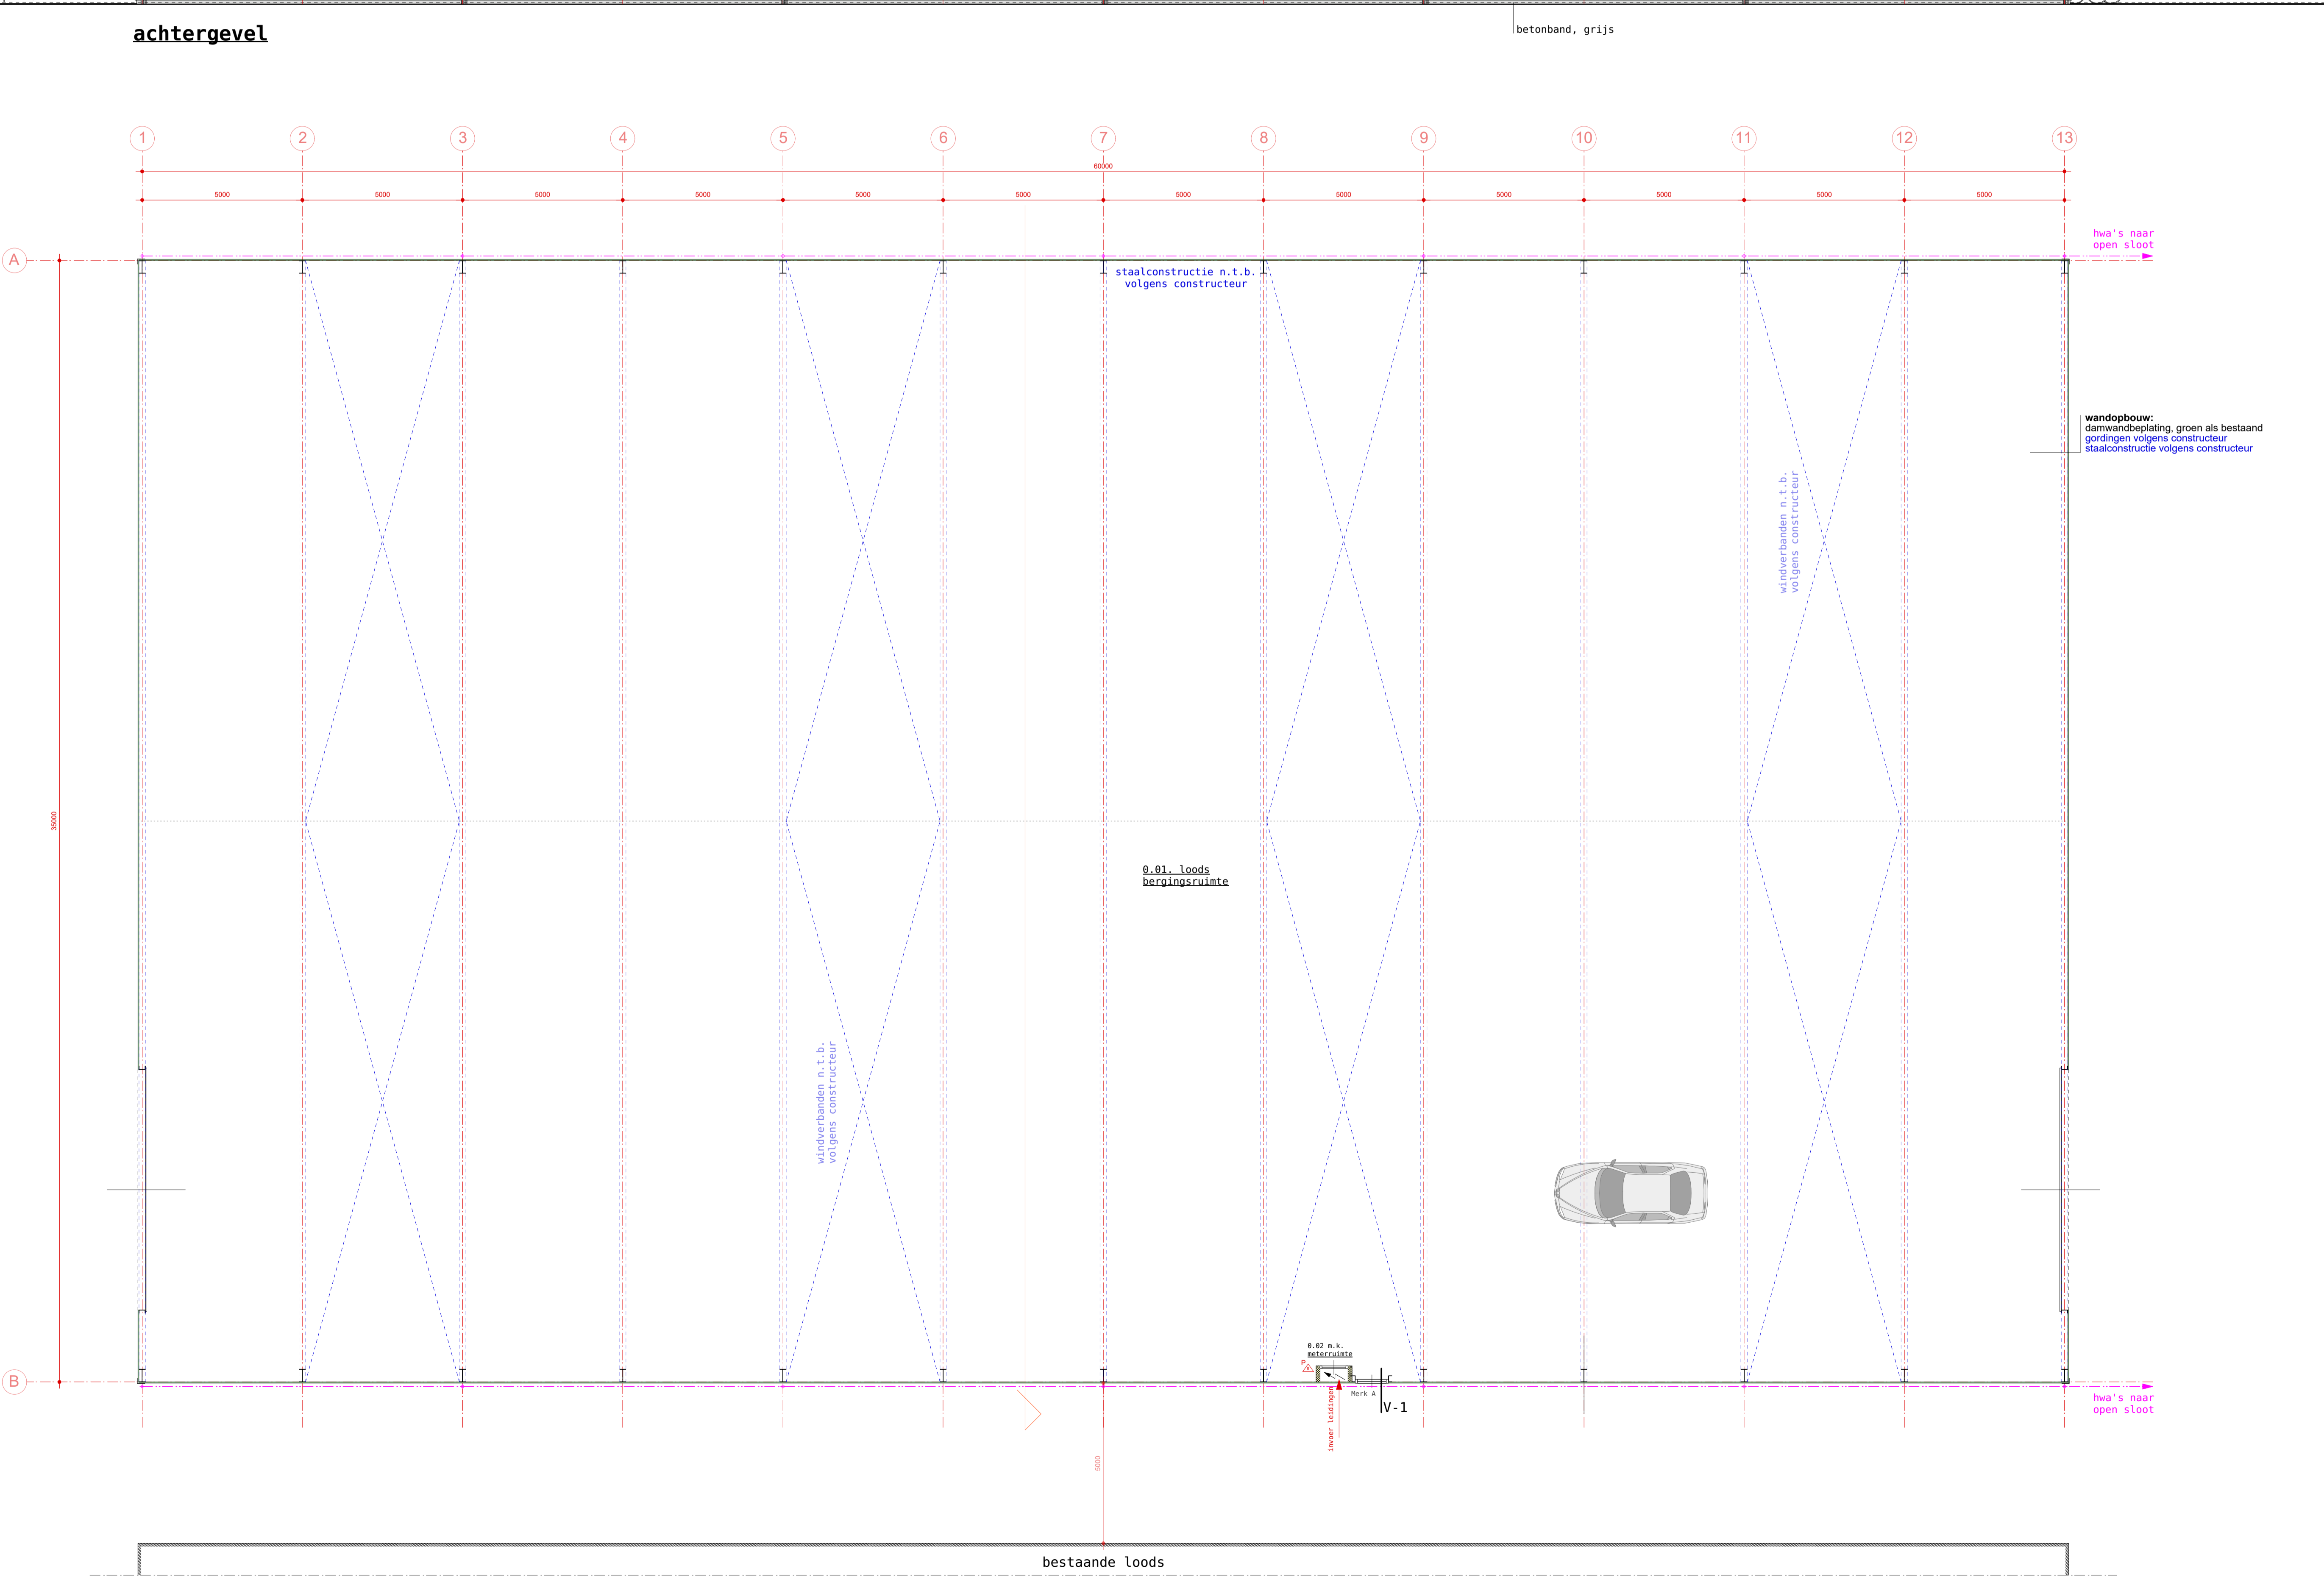 achtergevel
betonband, grijs
1 2 3 4 5 6 7 8 9 10 11 12 13
60000
5000 5000 5000 5000 5000 5000 5000 5000 5000 5000 5000 5000
hwa's naar
open sloot
A
staalconstructie n.t.b.
volgens constructeur
wandopbouw:
damwandbeplating, groen als bestaand
gordingen volgens constructeur
staalconstructie volgens constructeur
windverbanden n.t.b.
volgens constructeur
35000
0.01. loods
bergingsruimte
windverbanden n.t.b.
volgens constructeur
0.02 m.k.
meterruimte
P
B
Merk A
V-1
invoer leidingen
hwa's naar
open sloot
5000
bestaande loods